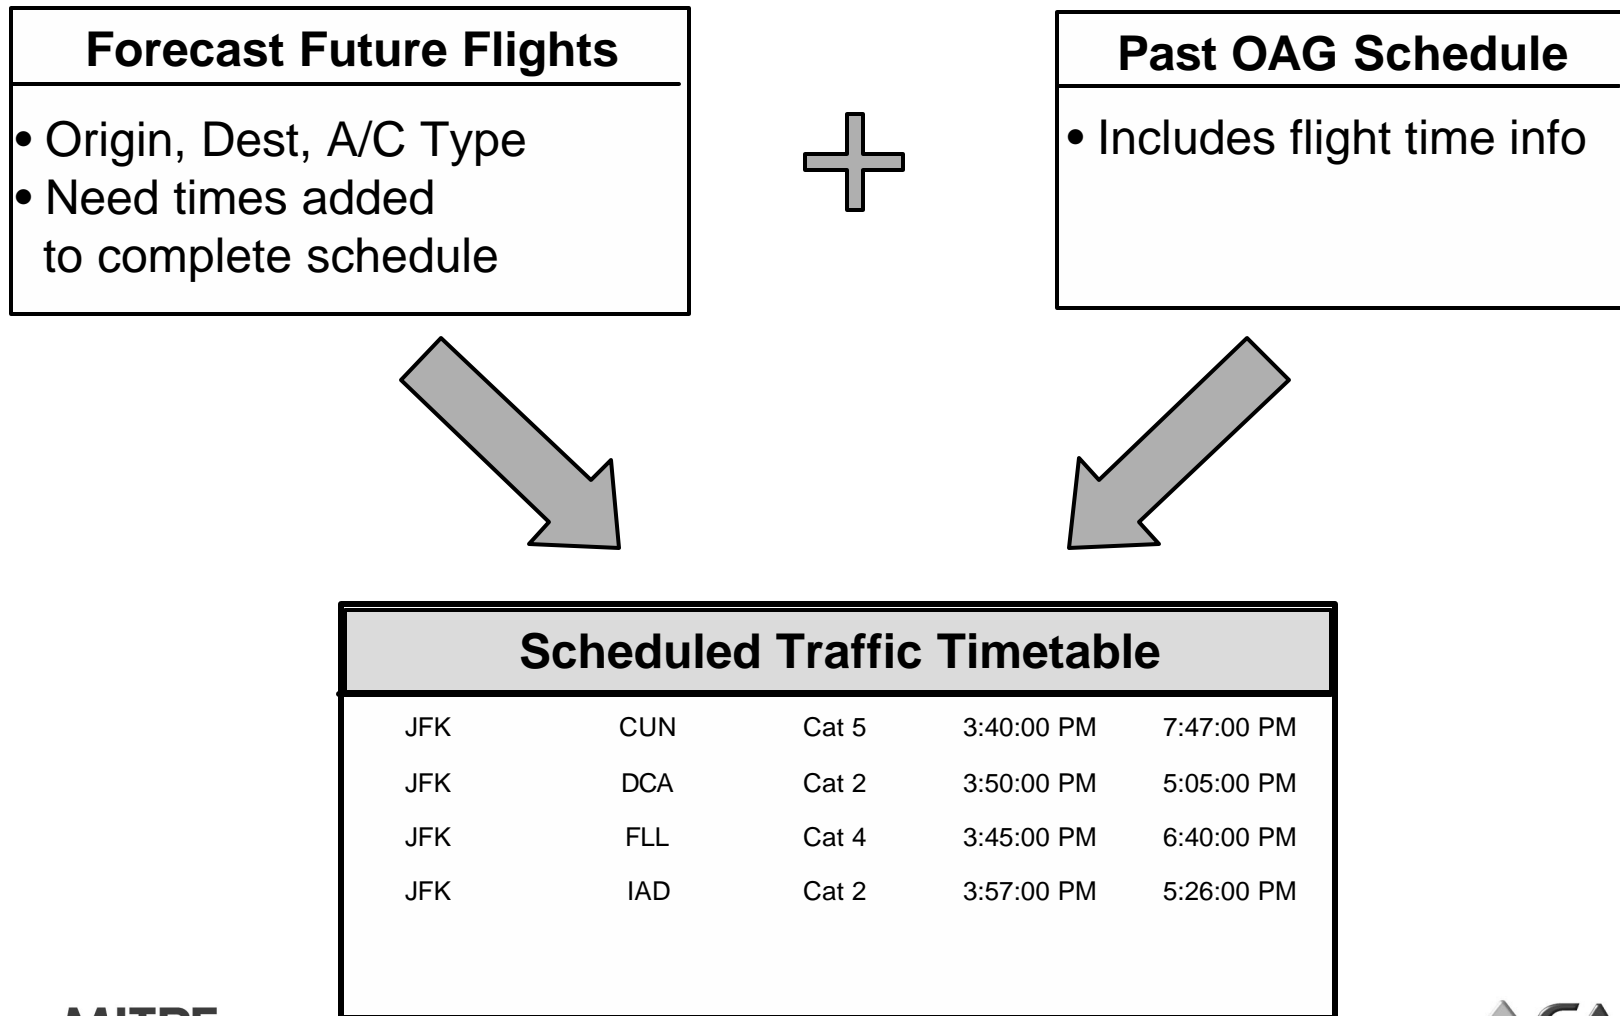 Forecast Future Flights
• Origin, Dest, A/C Type
• Need times added
to complete schedule
Past OAG Schedule
• Includes flight time info
Scheduled Traffic Timetable
JFK CUN Cat 5 3:40:00 PM 7:47:00 PM
JFK DCA Cat 2 3:50:00 PM 5:05:00 PM
JFK FLL Cat 4 3:45:00 PM 6:40:00 PM
JFK IAD Cat 2 3:57:00 PM 5:26:00 PM
MITRE